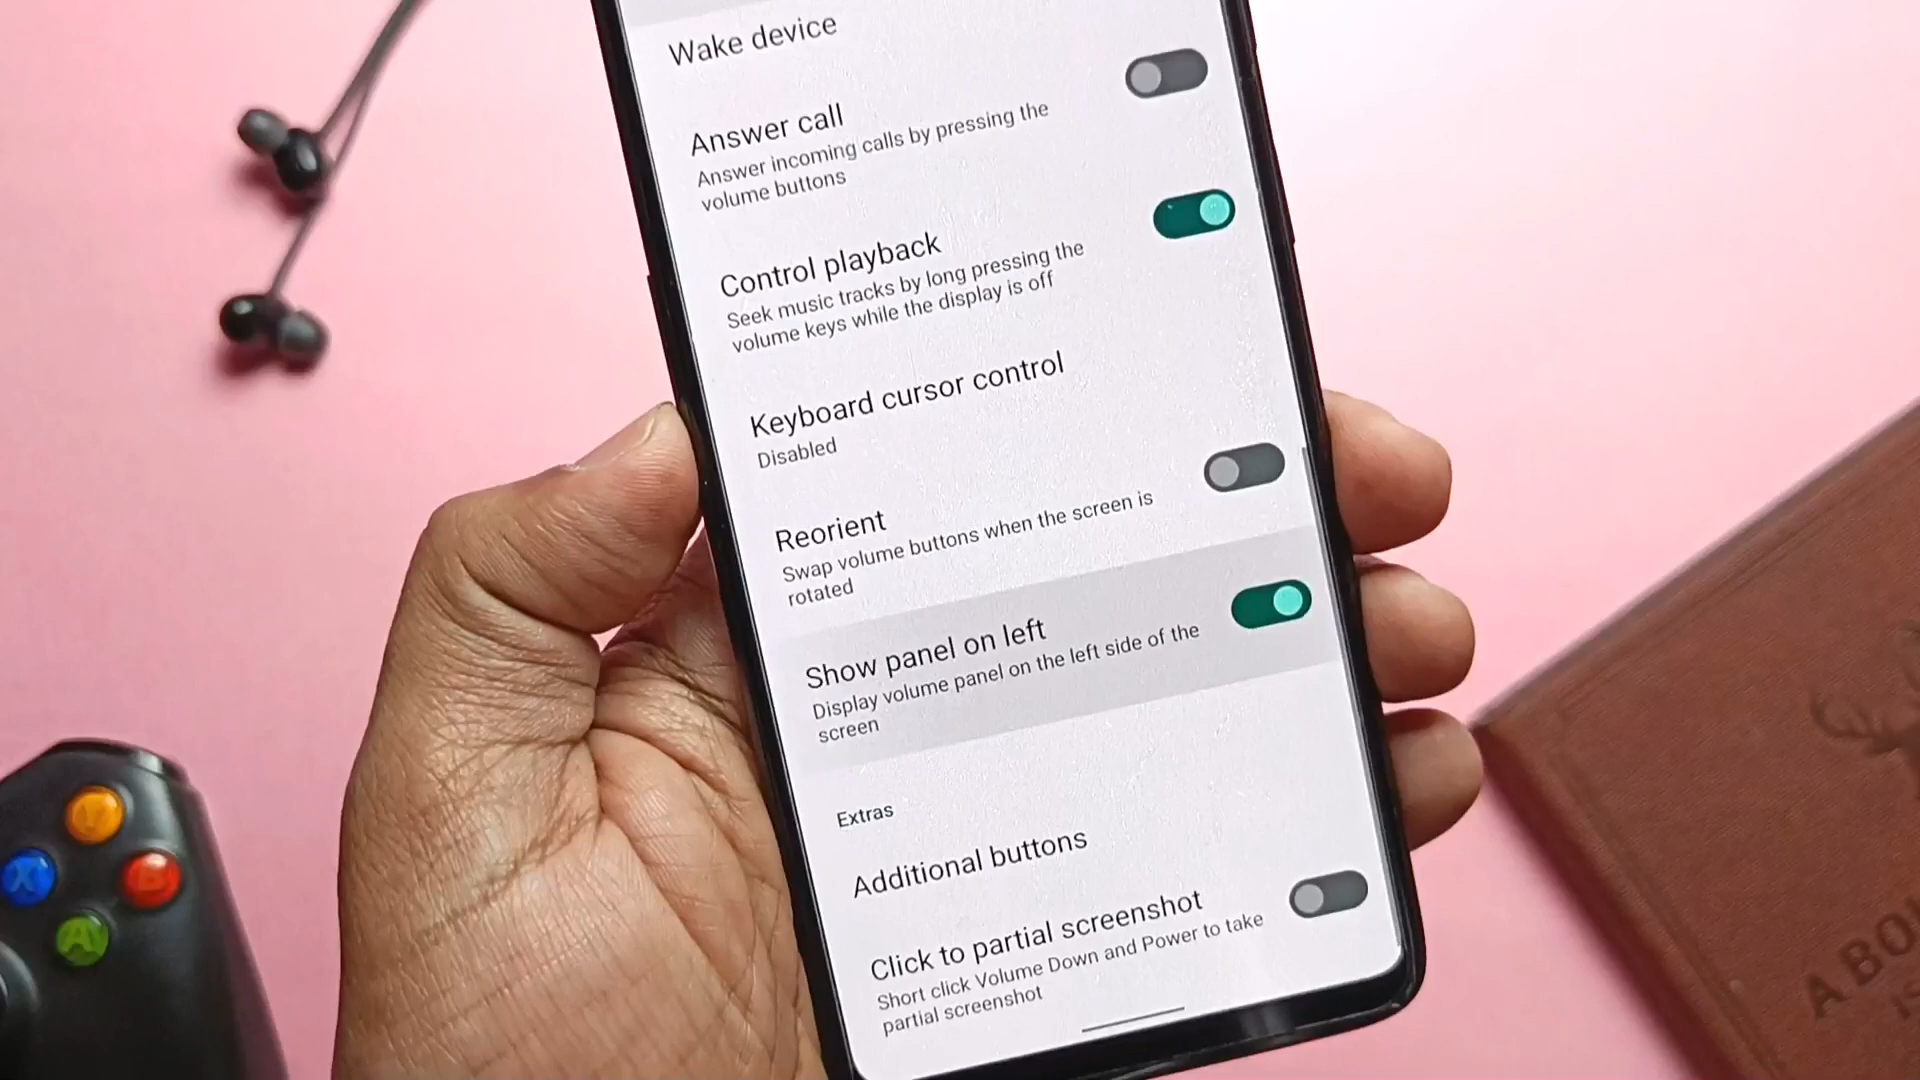 Wake device
Answer call
Answer incoming calls by pressing the
volume buttons
Control playback
Seek music tracks by long pressing the
volume keys while the display is off
Keyboard cursor control
Disabled
Reorient
Swap volume buttons when the screen is
rotated
Show panel on left
Display volume panel on the left side of the
screen
Extras
Additional buttons
Click to partial screenshot
Short click Volume Down and Power to take
partial screenshot
Y
X
B
A
A